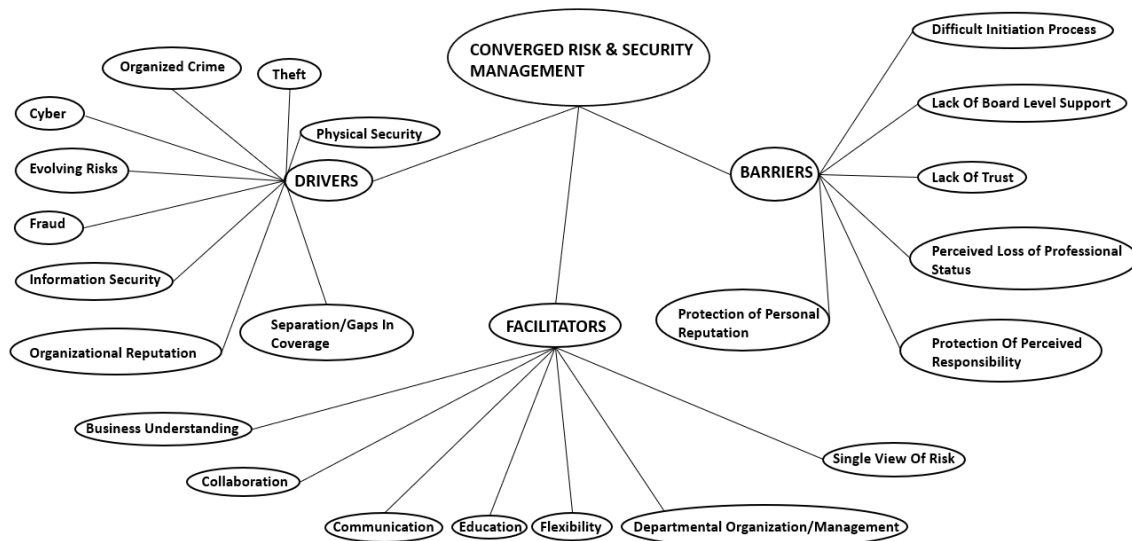 CONVERGED RISK & SECURITY
MANAGEMENT
DRIVERS
Organized Crime
Theft
Cyber
Physical Security
Evolving Risks
Fraud
Information Security
Organizational Reputation
Separation/Gaps In
Coverage
FACILITATORS
Business Understanding
Collaboration
Communication
Education
Flexibility
Departmental Organization/Management
Single View Of Risk
BARRIERS
Difficult Initiation Process
Lack Of Board Level Support
Lack Of Trust
Perceived Loss of Professional
Status
Protection Of Perceived
Responsibility
Protection of Personal
Reputation